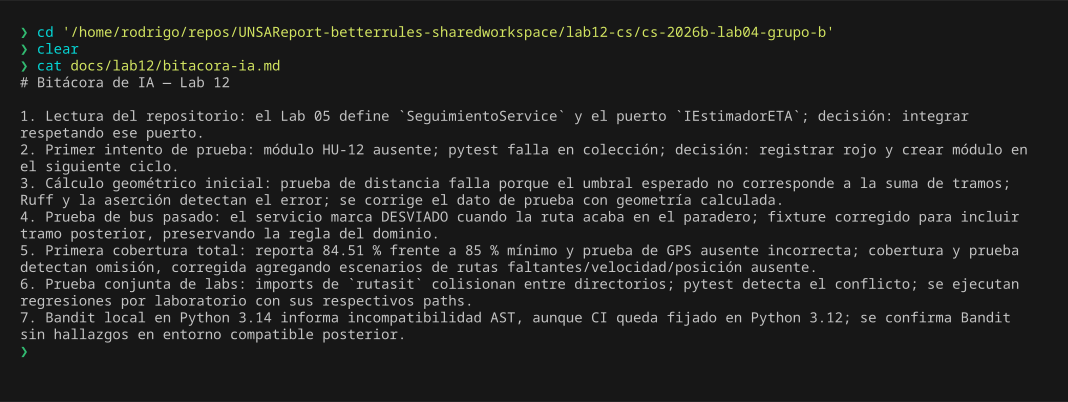 ❯ cd '/home/rodrigo/repos/UNSAReport-betterrules-sharedworkspace/lab12-cs/cs-2026b-lab04-grupo-b'
❯ clear
❯ cat docs/lab12/bitacora-ia.md
# Bitácora de IA — Lab 12

1. Lectura del repositorio: el Lab 05 define `SeguimientoService` y el puerto `IEstimadorETA`; decisión: integrar
respetando ese puerto.
2. Primer intento de prueba: módulo HU-12 ausente; pytest falla en colección; decisión: registrar rojo y crear módulo en
el siguiente ciclo.
3. Cálculo geométrico inicial: prueba de distancia falla porque el umbral esperado no corresponde a la suma de tramos;
Ruff y la aserción detectan el error; se corrige el dato de prueba con geometría calculada.
4. Prueba de bus pasado: el servicio marca DESVIADO cuando la ruta acaba en el paradero; fixture corregido para incluir
tramo posterior, preservando la regla del dominio.
5. Primera cobertura total: reporta 84.51 % frente a 85 % mínimo y prueba de GPS ausente incorrecta; cobertura y prueba
detectan omisión, corregida agregando escenarios de rutas faltantes/velocidad/posición ausente.
6. Prueba conjunta de labs: imports de `rutasit` colisionan entre directorios; pytest detecta el conflicto; se ejecutan
regresiones por laboratorio con sus respectivos paths.
7. Bandit local en Python 3.14 informa incompatibilidad AST, aunque CI queda fijado en Python 3.12; se confirma Bandit
sin hallazgos en entorno compatible posterior.
❯